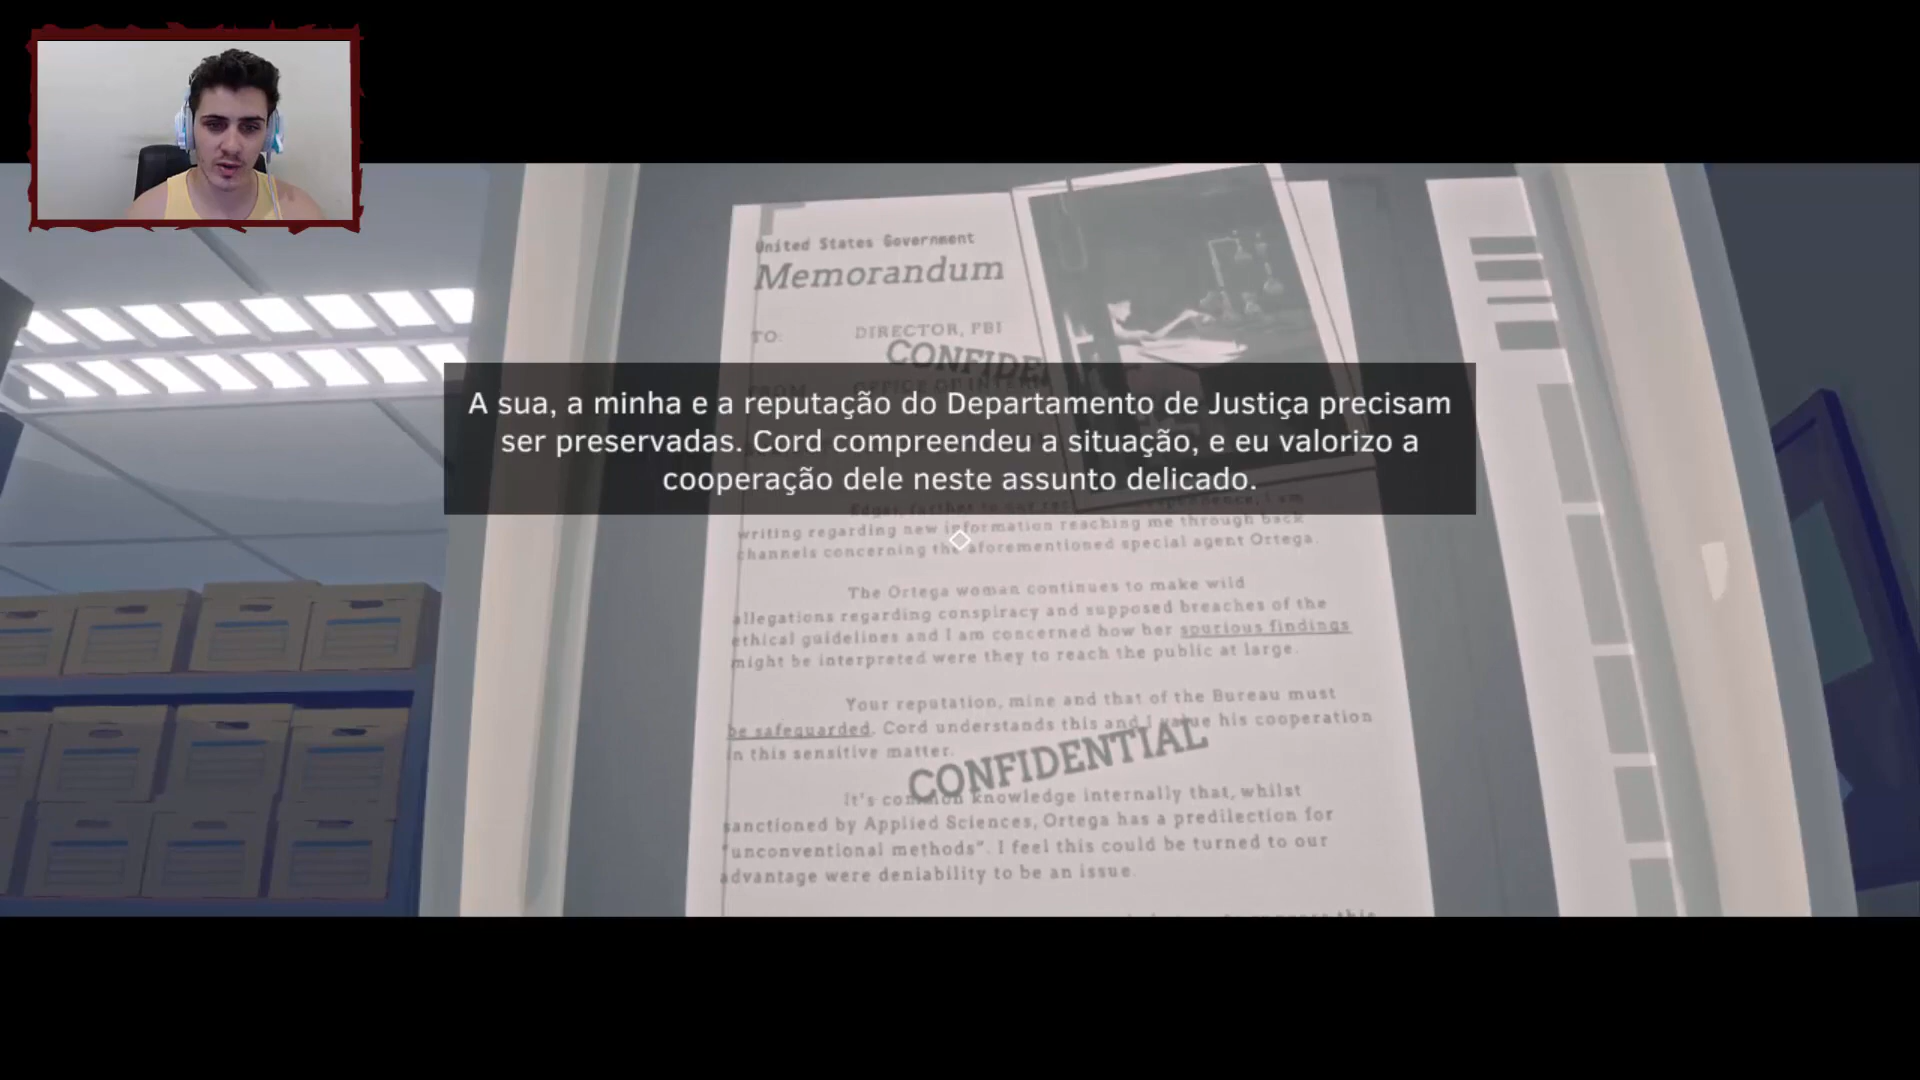 United States Government
Memorandum
TO: DIRECTOR, FBI
CONFIDE
FROM OFFICE OF INTERN
A sua, a minha e a reputação do Departamento de Justiça precisam
ser preservadas. Cord compreendeu a situação, e eu valorizo a
cooperação dele neste assunto delicado.
writing regarding new information reaching me through back
channels concerning the aforementioned special agent Ortega.
The Ortega woman continues to make wild
allegations regarding conspiracy and supposed breaches of the
ethical guidelines and I am concerned how her spurious findings
might be interpreted were they to reach the public at large.
Your reputation, mine and that of the Bureau must
be safeguarded. Cord understands this and I value his cooperation
in this sensitive matter.
CONFIDENTIAL
It's common knowledge internally that, whilst
sanctioned by Applied Sciences, Ortega has a predilection for
"unconventional methods". I feel this could be turned to our
advantage were deniability to be an issue.